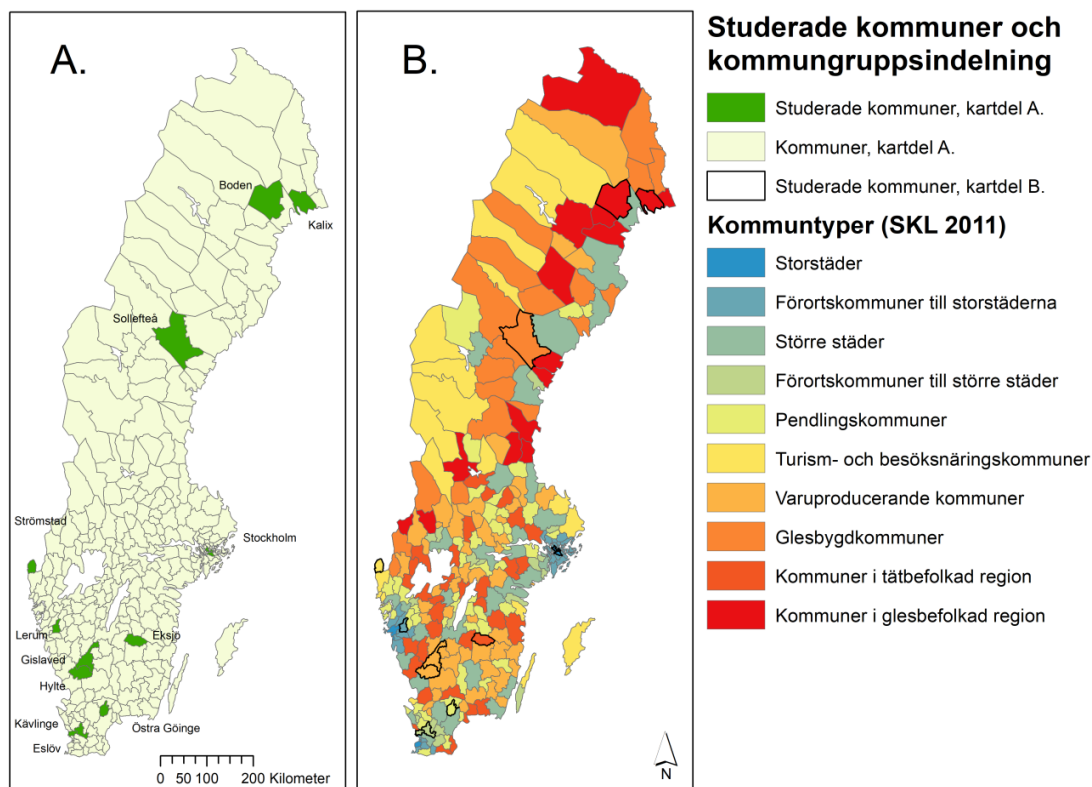 A.
Boden
Kalix
Sollefteå
Strömstad
Stockholm
Lerum
Eksjö
Gislaved
Hylte
Kävlinge
Östra Göinge
Eslöv
0 50 100 200 Kilometer
B.
N
Studerade kommuner och
kommungruppsindelning
Studerade kommuner, kartdel A.
Kommuner, kartdel A.
Studerade kommuner, kartdel B.
Kommuntyper (SKL 2011)
Storstäder
Förortskommuner till storstäderna
Större städer
Förortskommuner till större städer
Pendlingskommuner
Turism- och besöksnäringskommuner
Varuproducerande kommuner
Glesbygdkommuner
Kommuner i tätbefolkad region
Kommuner i glesbefolkad region